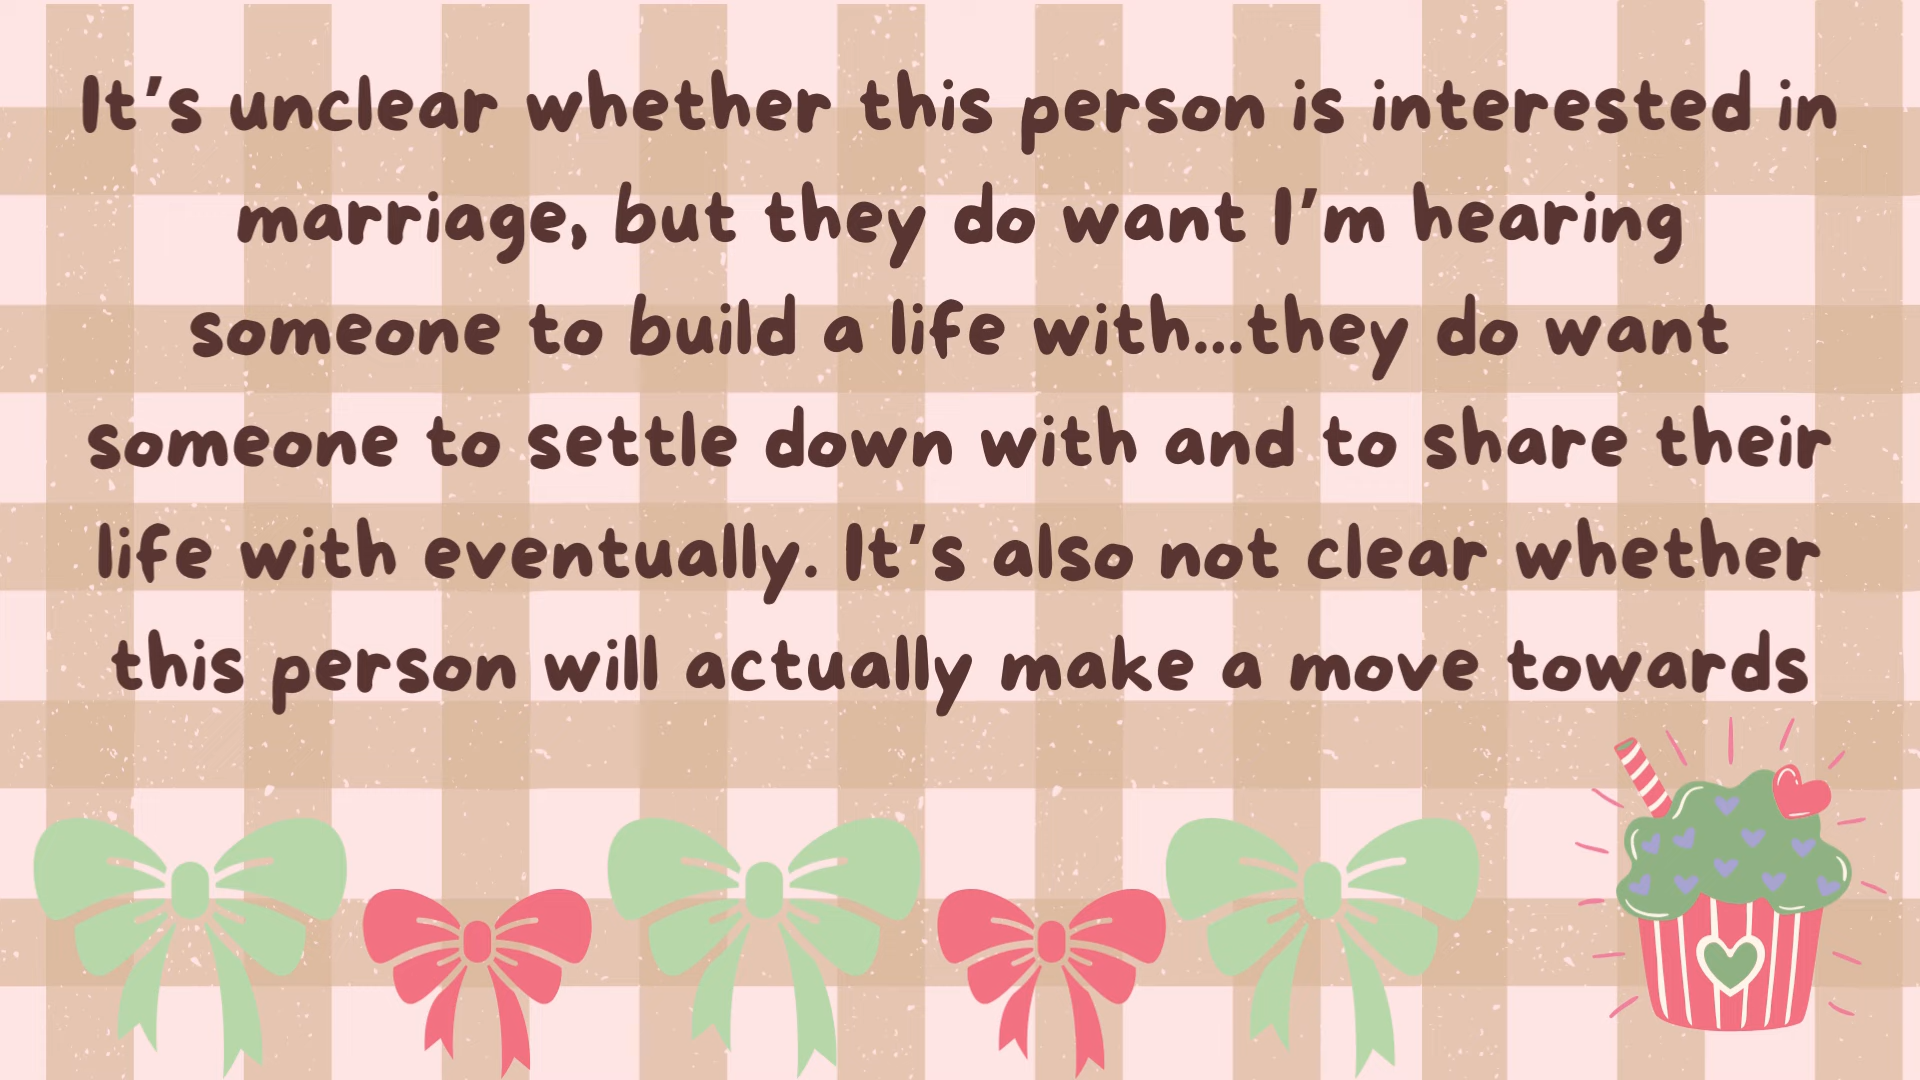 It's unclear whether this person is interested in
marriage, but they do want I'm hearing
someone to build a life with...they do want
someone to settle down with and to share their
life with eventually. It's also not clear whether
this person will actually make a move towards